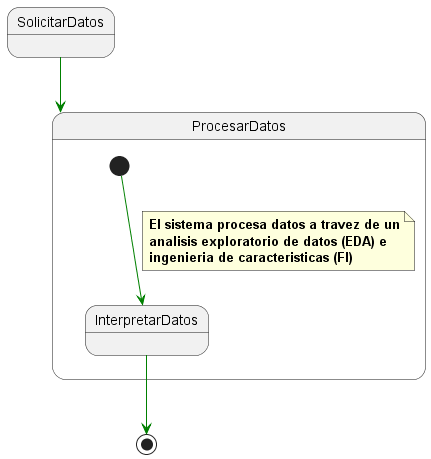 SolicitarDatos
ProcesarDatos
El sistema procesa datos a travez de un
analisis exploratorio de datos (EDA) e
ingenieria de caracteristicas (FI)
InterpretarDatos